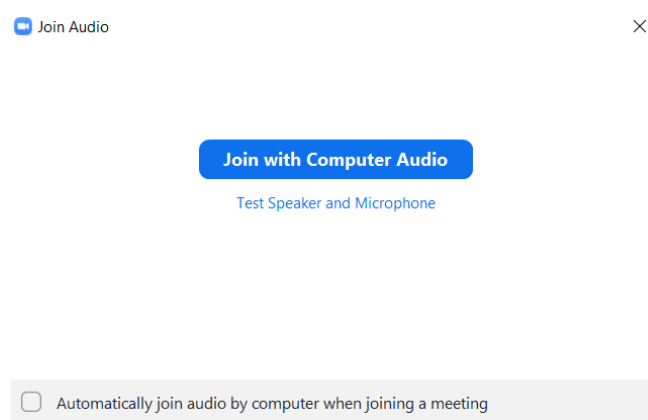 Join Audio
Join with Computer Audio
Test Speaker and Microphone
Automatically join audio by computer when joining a meeting